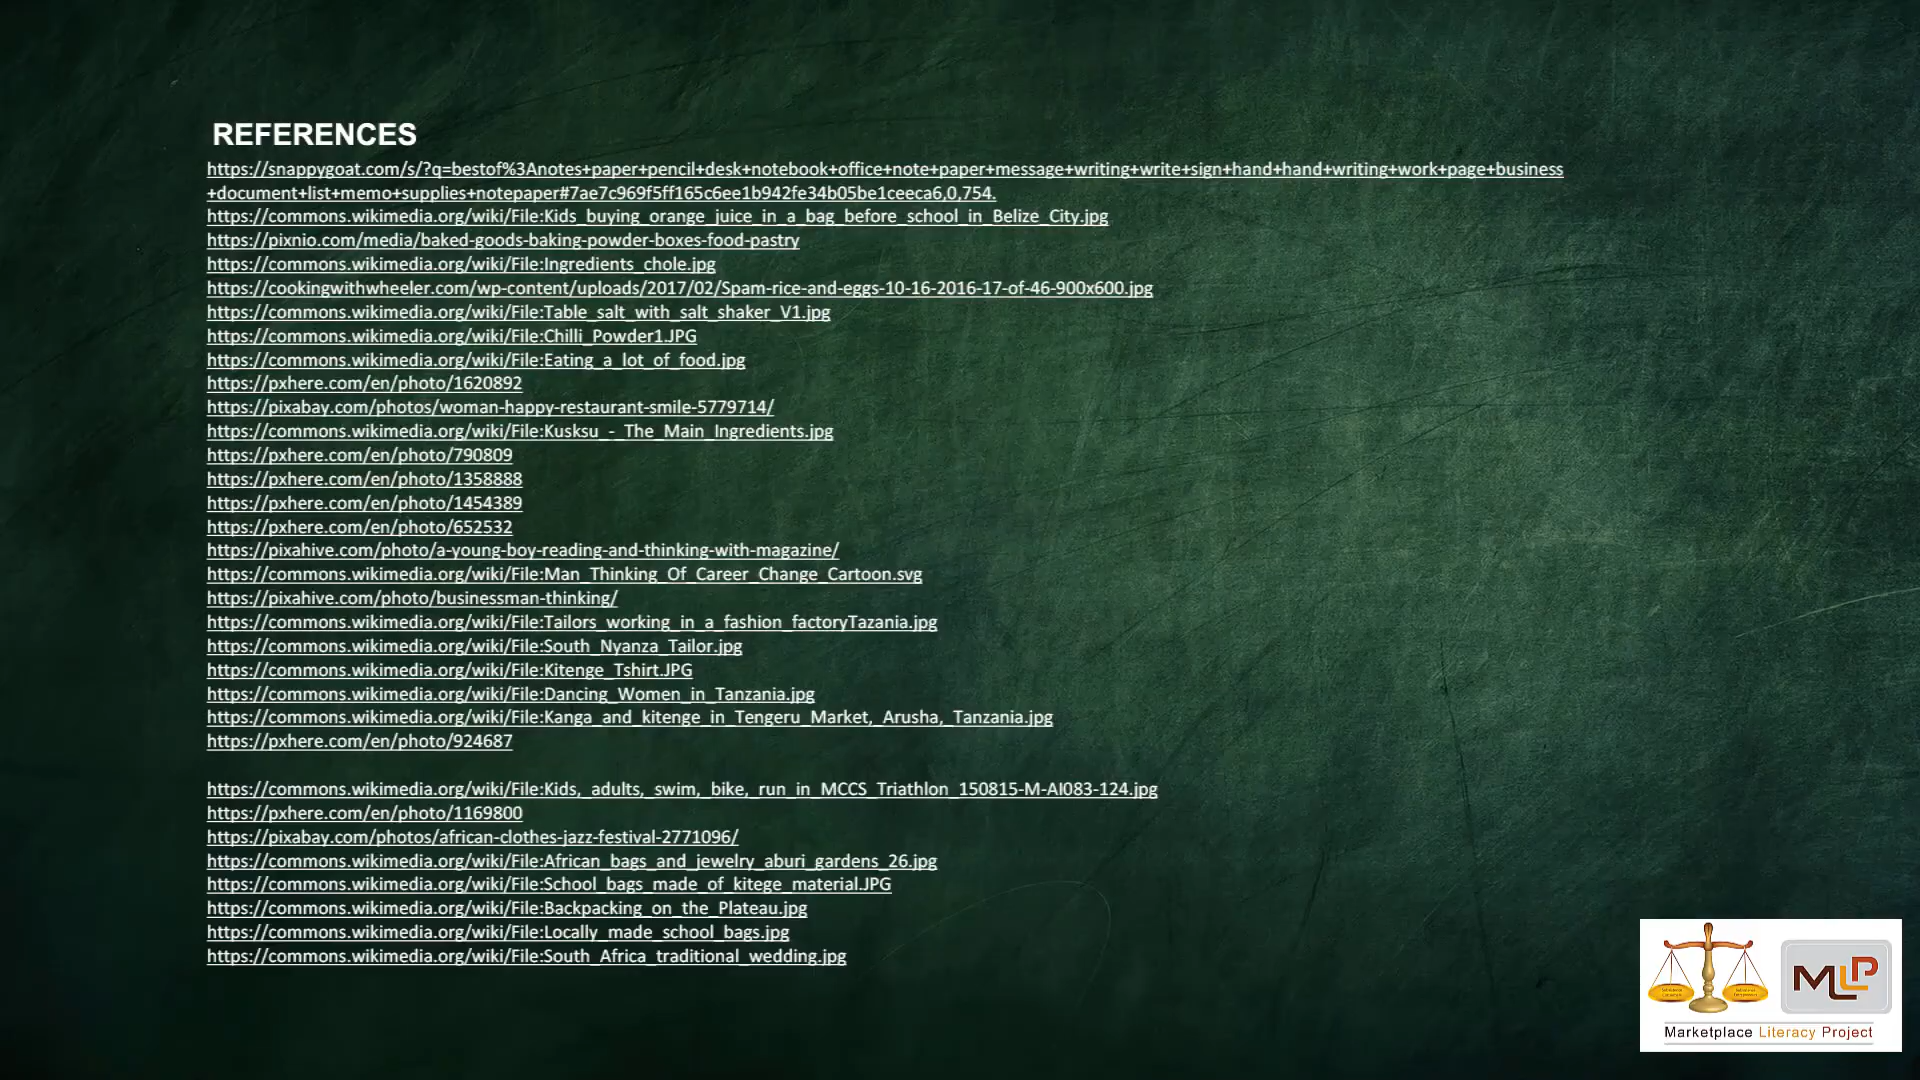 REFERENCES
https://snappygoat.com/s/?q=bestof%3Anotes+paper+pencil+desk+notebook+office+note+paper+message+writing+write+sign+hand+hand+writing+work+page+business
+document+list+memo+supplies+notepaper#7ae7c969f5ff165c6ee1b942fe34b05be1ceeca6,0,754.
https://commons.wikimedia.org/wiki/File:Kids_buying_orange_juice_in_a_bag_before_school_in_Belize_City.jpg
https://pixnio.com/media/baked-goods-baking-powder-boxes-food-pastry
https://commons.wikimedia.org/wiki/File:Ingredients_chole.jpg
https://cookingwithwheeler.com/wp-content/uploads/2017/02/Spam-rice-and-eggs-10-16-2016-17-of-46-900x600.jpg
https://commons.wikimedia.org/wiki/File:Table_salt_with_salt_shaker_V1.jpg
https://commons.wikimedia.org/wiki/File:Chilli_Powder1.JPG
https://commons.wikimedia.org/wiki/File:Eating_a_lot_of_food.jpg
https://pxhere.com/en/photo/1620892
https://pixabay.com/photos/woman-happy-restaurant-smile-5779714/
https://commons.wikimedia.org/wiki/File:Kusksu_-_The_Main_Ingredients.jpg
https://pxhere.com/en/photo/790809
https://pxhere.com/en/photo/1358888
https://pxhere.com/en/photo/1454389
https://pxhere.com/en/photo/652532
https://pixahive.com/photo/a-young-boy-reading-and-thinking-with-magazine/
https://commons.wikimedia.org/wiki/File:Man_Thinking_Of_Career_Change_Cartoon.svg
https://pixahive.com/photo/businessman-thinking/
https://commons.wikimedia.org/wiki/File:Tailors_working_in_a_fashion_factoryTazania.jpg
https://commons.wikimedia.org/wiki/File:South_Nyanza_Tailor.jpg
https://commons.wikimedia.org/wiki/File:Kitenge_Tshirt.JPG
https://commons.wikimedia.org/wiki/File:Dancing_Women_in_Tanzania.jpg
https://commons.wikimedia.org/wiki/File:Kanga_and_kitenge_in_Tengeru_Market,_Arusha,_Tanzania.jpg
https://pxhere.com/en/photo/924687
https://commons.wikimedia.org/wiki/File:Kids,_adults,_swim,_bike,_run_in_MCCS_Triathlon_150815-M-AI083-124.jpg
https://pxhere.com/en/photo/1169800
https://pixabay.com/photos/african-clothes-jazz-festival-2771096/
https://commons.wikimedia.org/wiki/File:African_bags_and_jewelry_aburi_gardens_26.jpg
https://commons.wikimedia.org/wiki/File:School_bags_made_of_kitege_material.JPG
https://commons.wikimedia.org/wiki/File:Backpacking_on_the_Plateau.jpg
https://commons.wikimedia.org/wiki/File:Locally_made_school_bags.jpg
https://commons.wikimedia.org/wiki/File:South_Africa_traditional_wedding.jpg
MLP
Marketplace Literacy Project